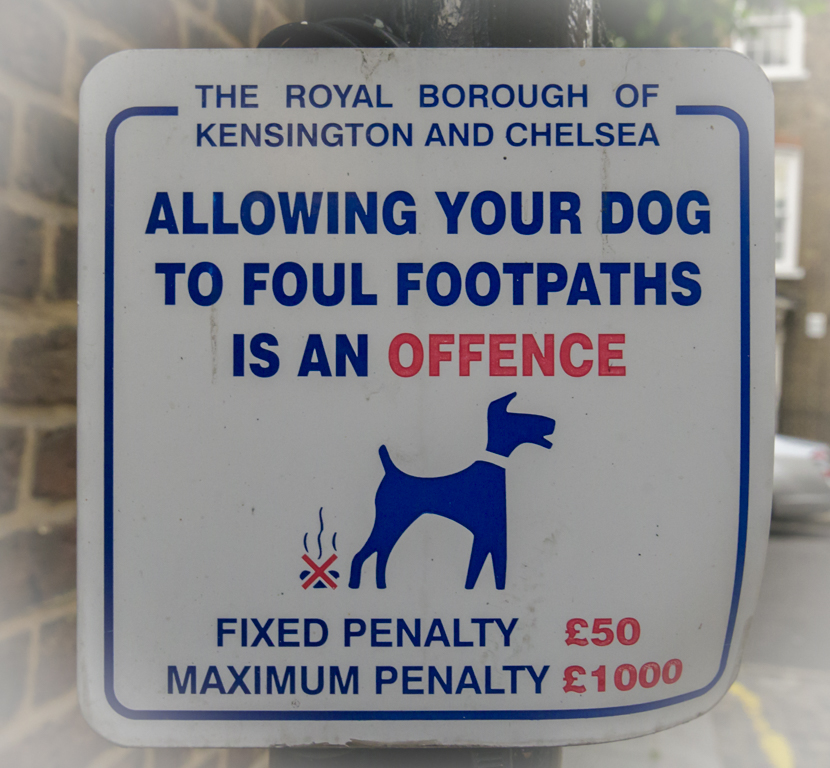 THE ROYAL BOROUGH OF
KENSINGTON AND CHELSEA
ALLOWING YOUR DOG
TO FOUL FOOTPATHS
IS AN OFFENCE
FIXED PENALTY £50
MAXIMUM PENALTY £1000